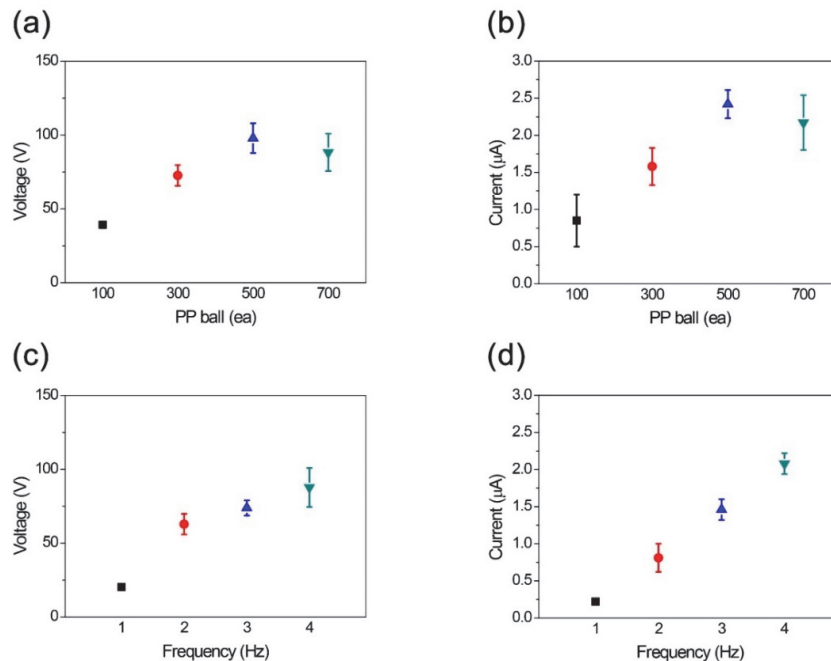 (a)
150
100
50
0
Voltage (V)
100 300 500 700
PP ball (ea)
(b)
3.0
2.5
2.0
1.5
1.0
0.5
0.0
Current (μA)
100 300 500 700
PP ball (ea)
(c)
150
100
50
0
Voltage (V)
1 2 3 4
Frequency (Hz)
(d)
3.0
2.5
2.0
1.5
1.0
0.5
0.0
Current (μA)
1 2 3 4
Frequency (Hz)